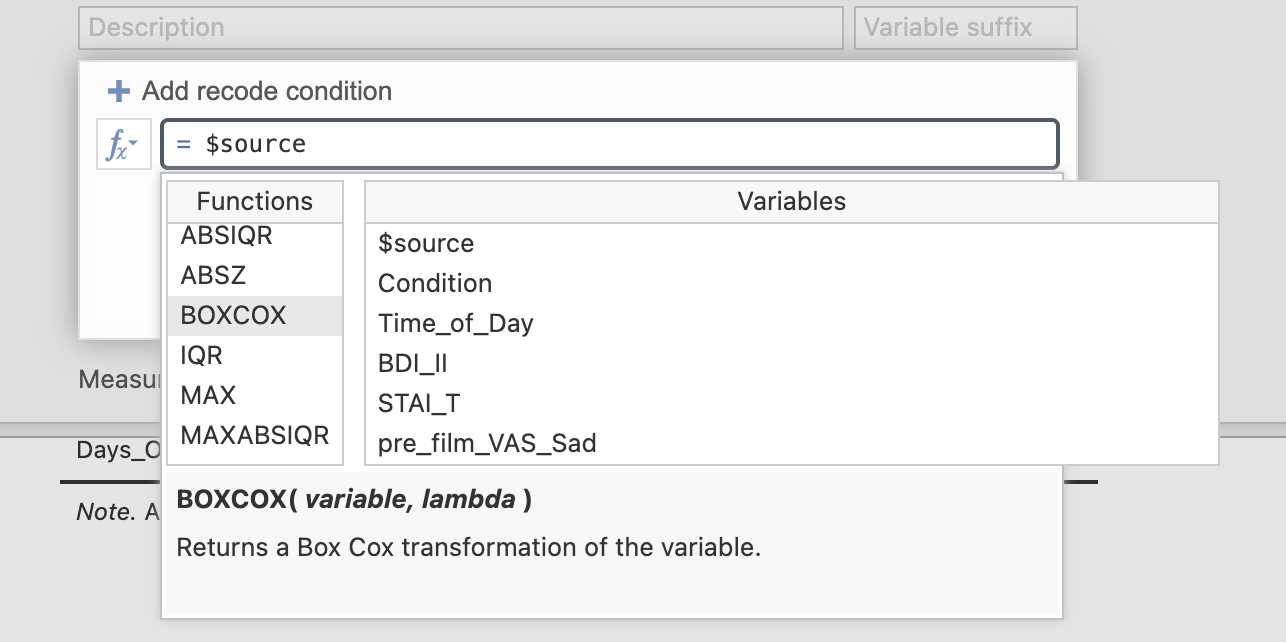 Description
Variable suffix
+ Add recode condition
fx
= $source
Functions
ABSIQR
ABSZ
BOXCOX
IQR
MAX
MAXABSIQR
Variables
$source
Condition
Time_of_Day
BDI_II
STAI_T
pre_film_VAS_Sad
Measu
Days_O
Note. A
BOXCOX( variable, lambda )
Returns a Box Cox transformation of the variable.